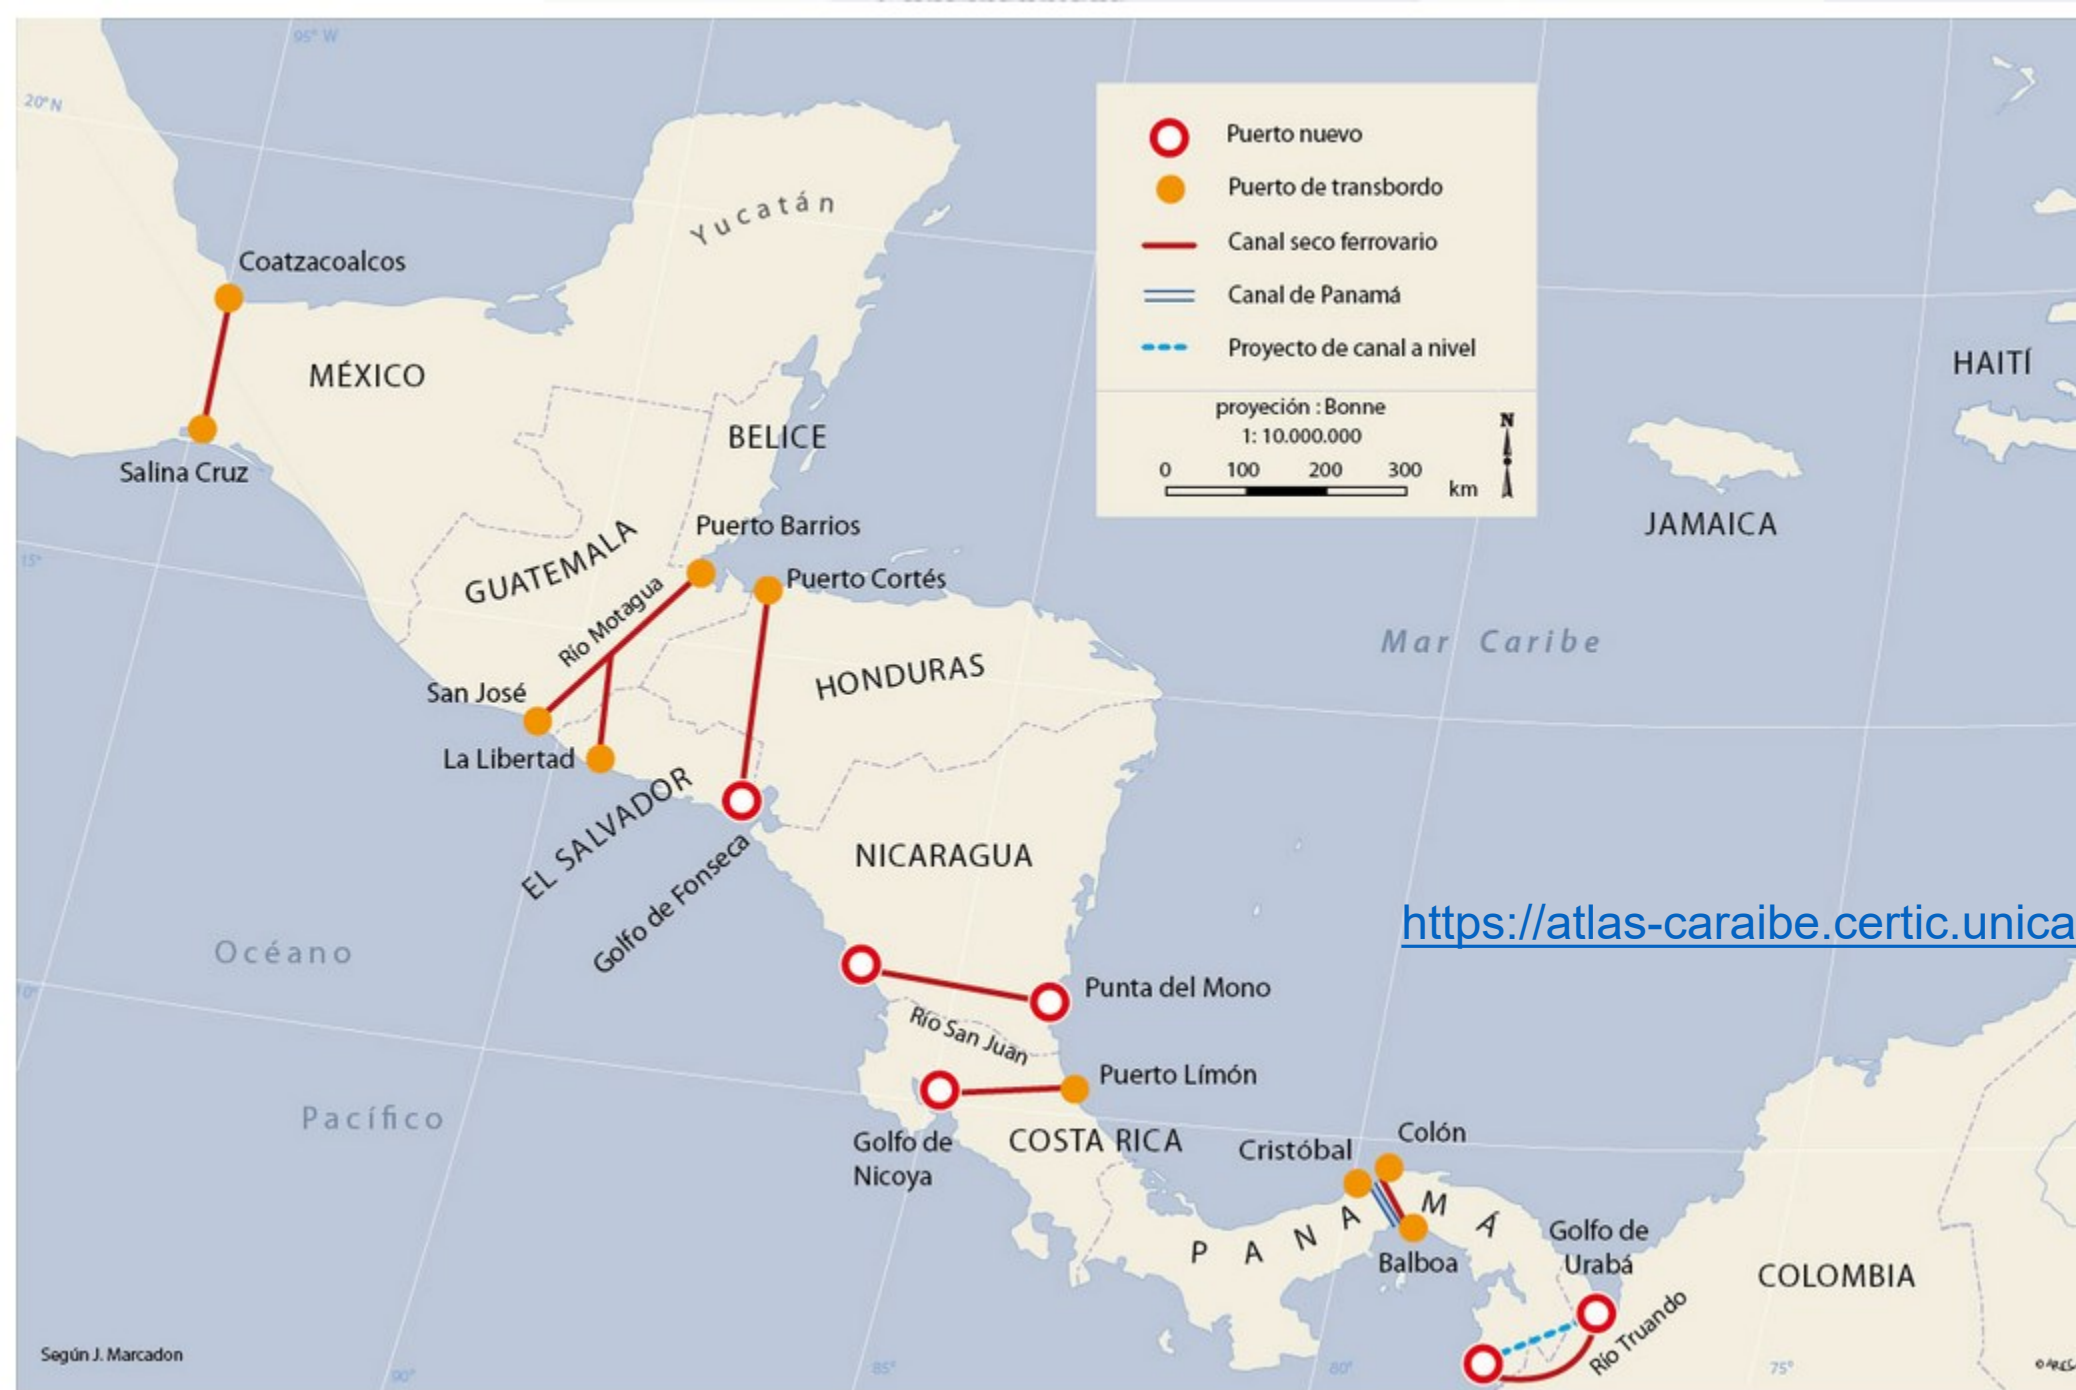 95° W
20° N
Yucatán
Puerto nuevo
Puerto de transbordo
Canal seco ferrovario
Canal de Panamá
Proyecto de canal a nivel
proyeción : Bonne
1: 10.000.000
N
0 100 200 300
km
Coatzacoalcos
MÉXICO
HAITÍ
BELICE
Salina Cruz
JAMAICA
15°
Puerto Barrios
GUATEMALA
Puerto Cortés
Río Motagua
Mar Caribe
HONDURAS
San José
La Libertad
EL SALVADOR
Golfo de Fonseca
NICARAGUA
https://atlas-caraibe.certic.unica
Océano
10°
Punta del Mono
Río San Juan
Puerto Límón
Pacífico
Golfo de
Nicoya
COSTA RICA
Cristóbal
Colón
PANAMÁ
Balboa
Golfo de
Urabá
COLOMBIA
Río Truando
Según J. Marcadon
90°
85°
80°
75°